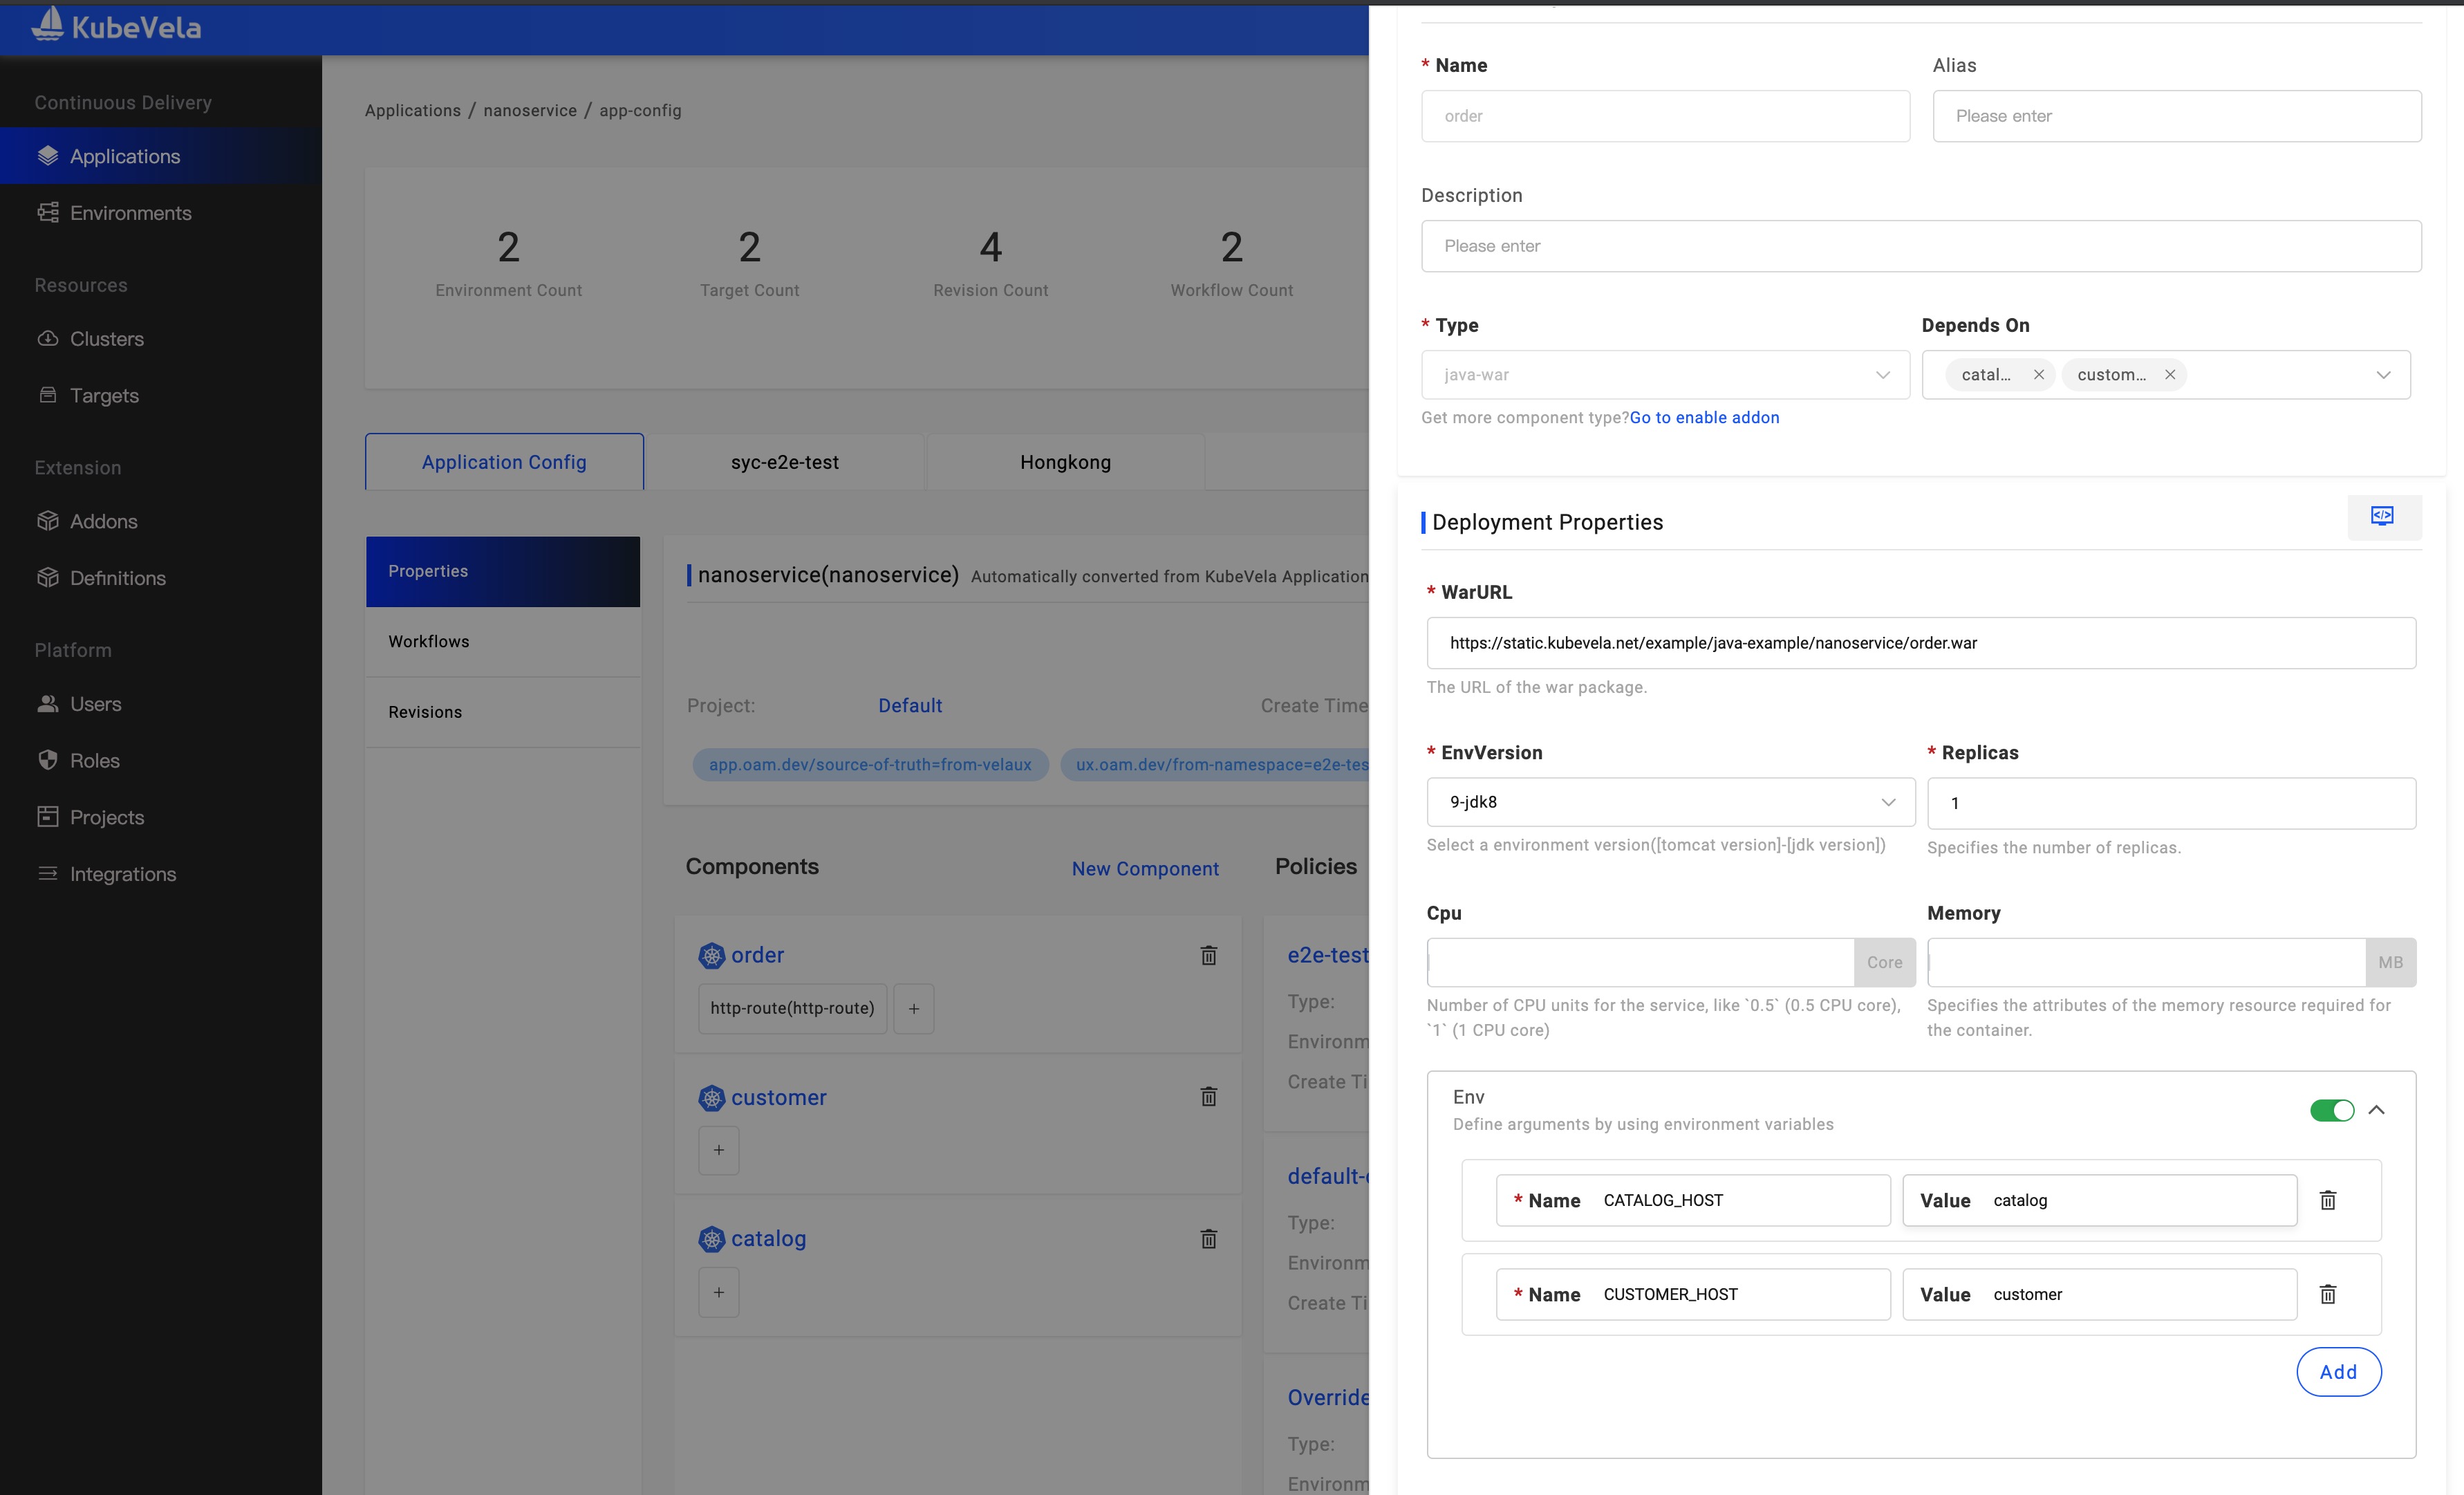 KubeVela
Continuous Delivery
Applications
Environments
Resources
Clusters
Targets
Extension
Addons
Definitions
Platform
Users
Roles
Projects
Integrations
Applications / nanoservice / app-config
2 2 4 2
Environment Count Target Count Revision Count Workflow Count
Application Config syc-e2e-test Hongkong
Properties
Workflows
Revisions
nanoservice(nanoservice) Automatically converted from KubeVela Application
Project: Default Create Time
app.oam.dev/source-of-truth=from-velaux ux.oam.dev/from-namespace=e2e-tes
Components New Component
order
http-route(http-route) +
customer
+
catalog
+
Policies
e2e-test
Type:
Environm
Create Ti
default-
Type:
Environm
Create Ti
Override
Type:
Environm
* Name Alias
order Please enter
Description
Please enter
* Type Depends On
java-war catal... × custom... ×
Get more component type?Go to enable addon
Deployment Properties
</>
* WarURL
https://static.kubevela.net/example/java-example/nanoservice/order.war
The URL of the war package.
* EnvVersion * Replicas
9-jdk8 1
Select a environment version([tomcat version]-[jdk version]) Specifies the number of replicas.
Cpu Memory
Core MB
Number of CPU units for the service, like `0.5` (0.5 CPU core), Specifies the attributes of the memory resource required for
`1` (1 CPU core) the container.
Env
Define arguments by using environment variables
* Name CATALOG_HOST Value catalog
* Name CUSTOMER_HOST Value customer
Add